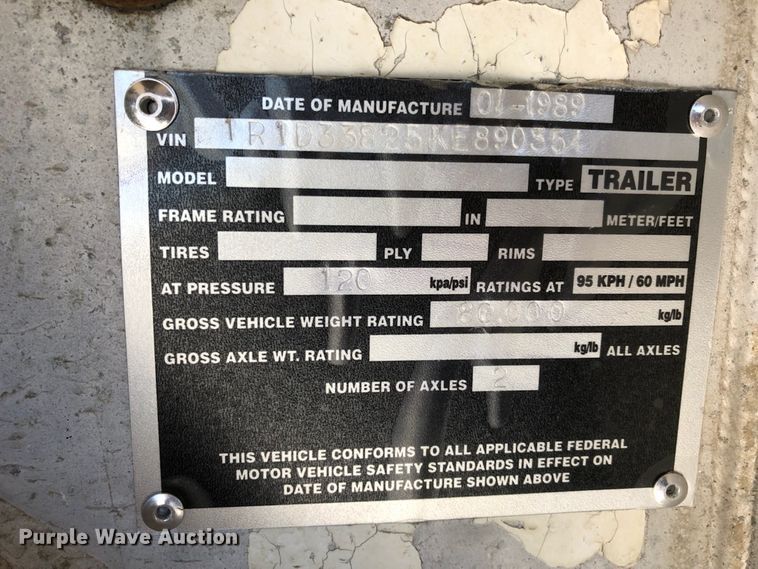 DATE OF MANUFACTURE 01-1989
VIN 1R1D33825KE890354
MODEL TYPE TRAILER
FRAME RATING IN METER/FEET
TIRES PLY RIMS
AT PRESSURE 120 kpa/psi RATINGS AT 95 KPH / 60 MPH
GROSS VEHICLE WEIGHT RATING 80,000 kg/lb
GROSS AXLE WT. RATING kg/lb ALL AXLES
NUMBER OF AXLES 2
THIS VEHICLE CONFORMS TO ALL APPLICABLE FEDERAL
MOTOR VEHICLE SAFETY STANDARDS IN EFFECT ON
DATE OF MANUFACTURE SHOWN ABOVE
Purple Wave Auction